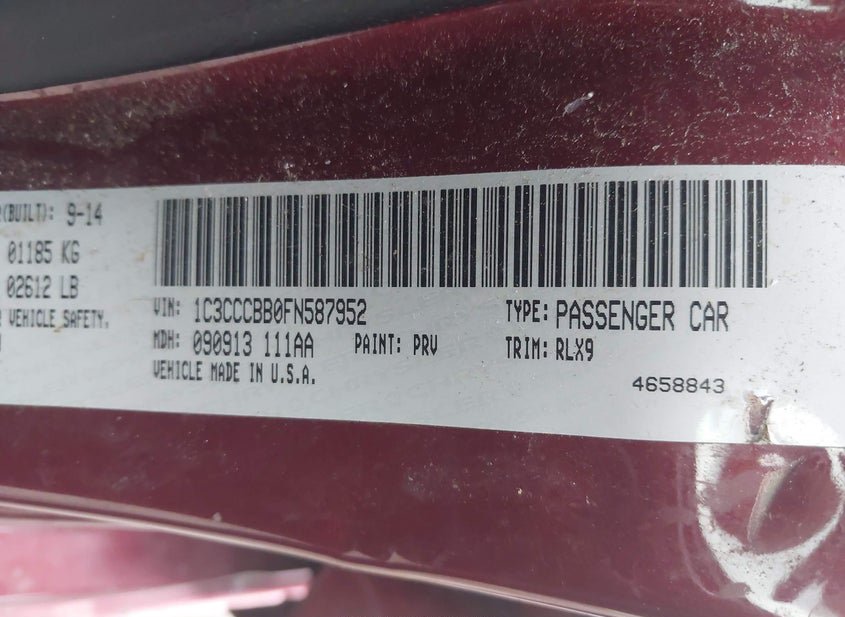 (BUILT): 9-14
01185 KG
02612 LB
VEHICLE SAFETY.
VIN: 1C3CCCBB0FN587952
TYPE: PASSENGER CAR
MDH: 090913 111AA
PAINT: PRV
TRIM: RLX9
VEHICLE MADE IN U.S.A.
4658843